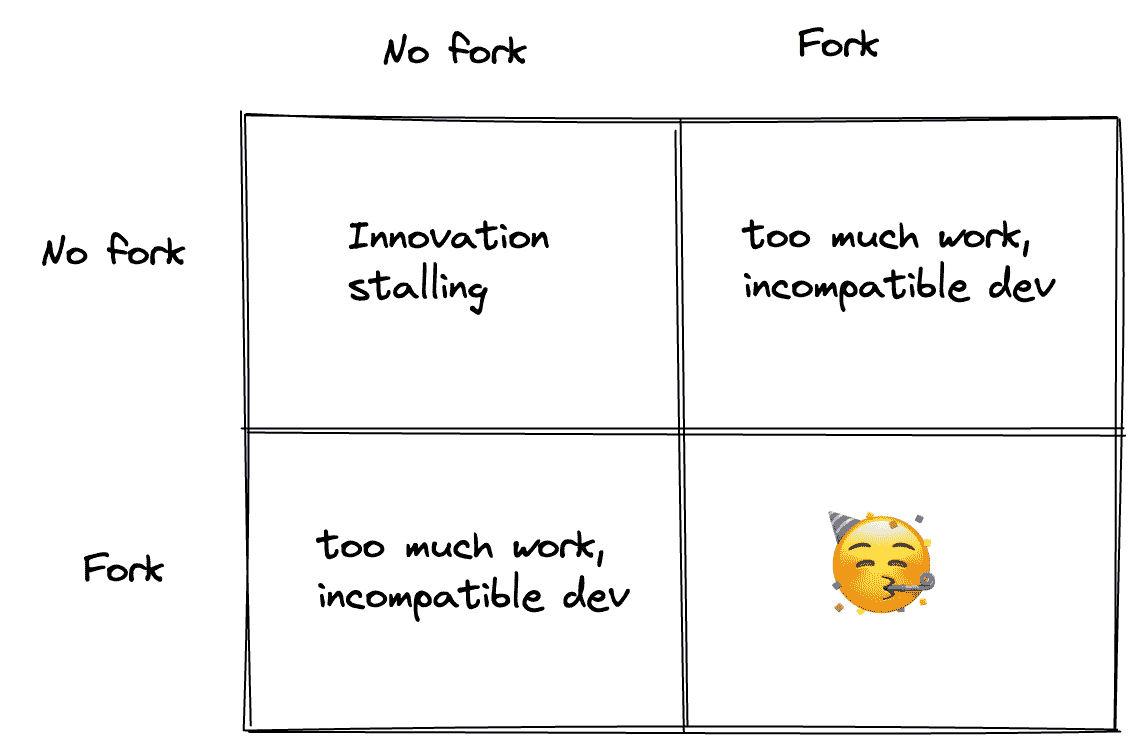 No fork
Fork
No fork
Innovation
stalling
too much work,
incompatible dev
Fork
too much work,
incompatible dev